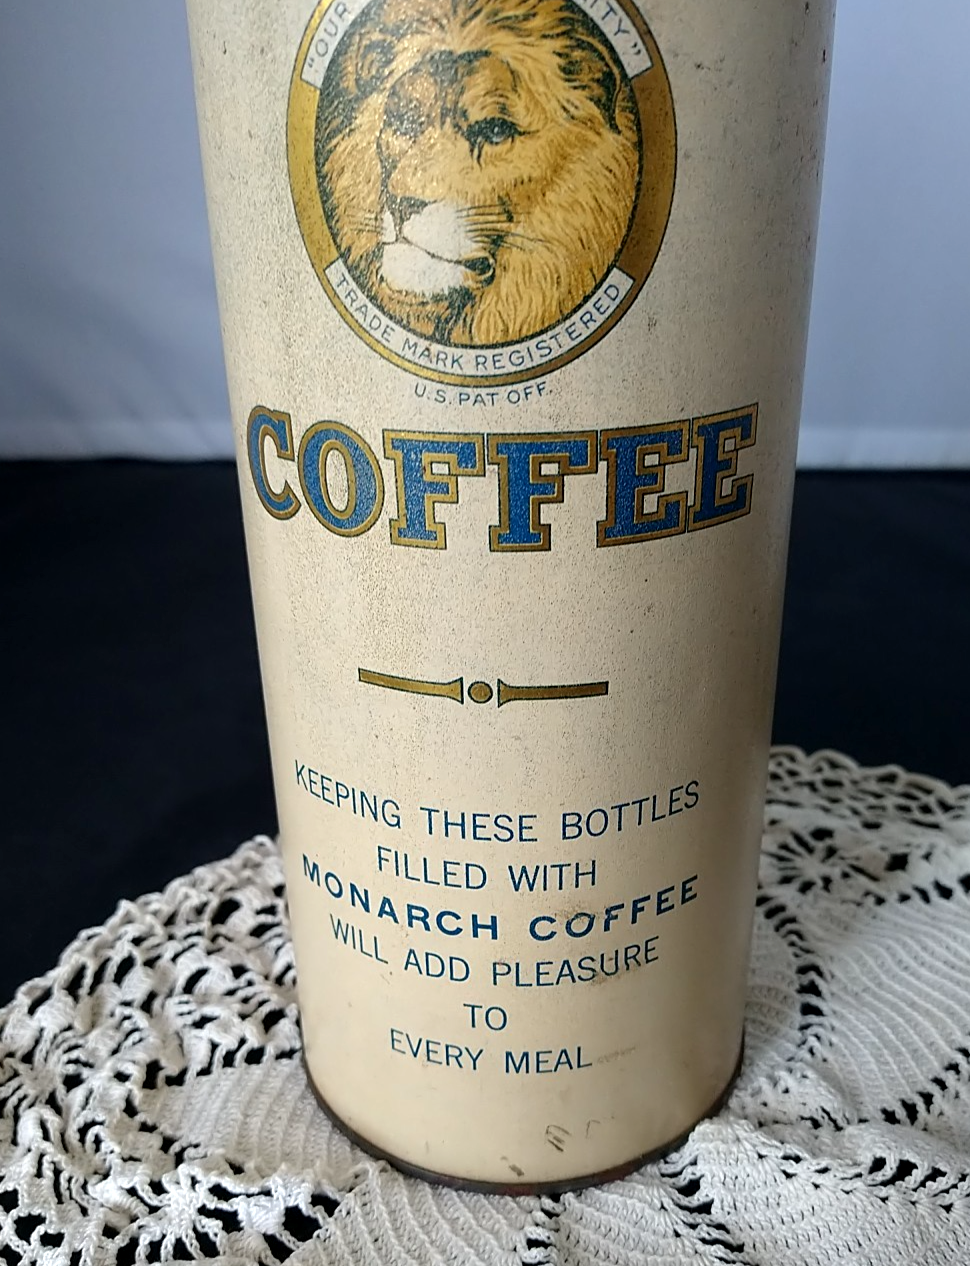 "OUR
ITY"
TRADE MARK REGISTERED
U.S. PAT OFF.
COFFEE
KEEPING THESE BOTTLES
FILLED WITH
MONARCH COFFEE
WILL ADD PLEASURE
TO
EVERY MEAL